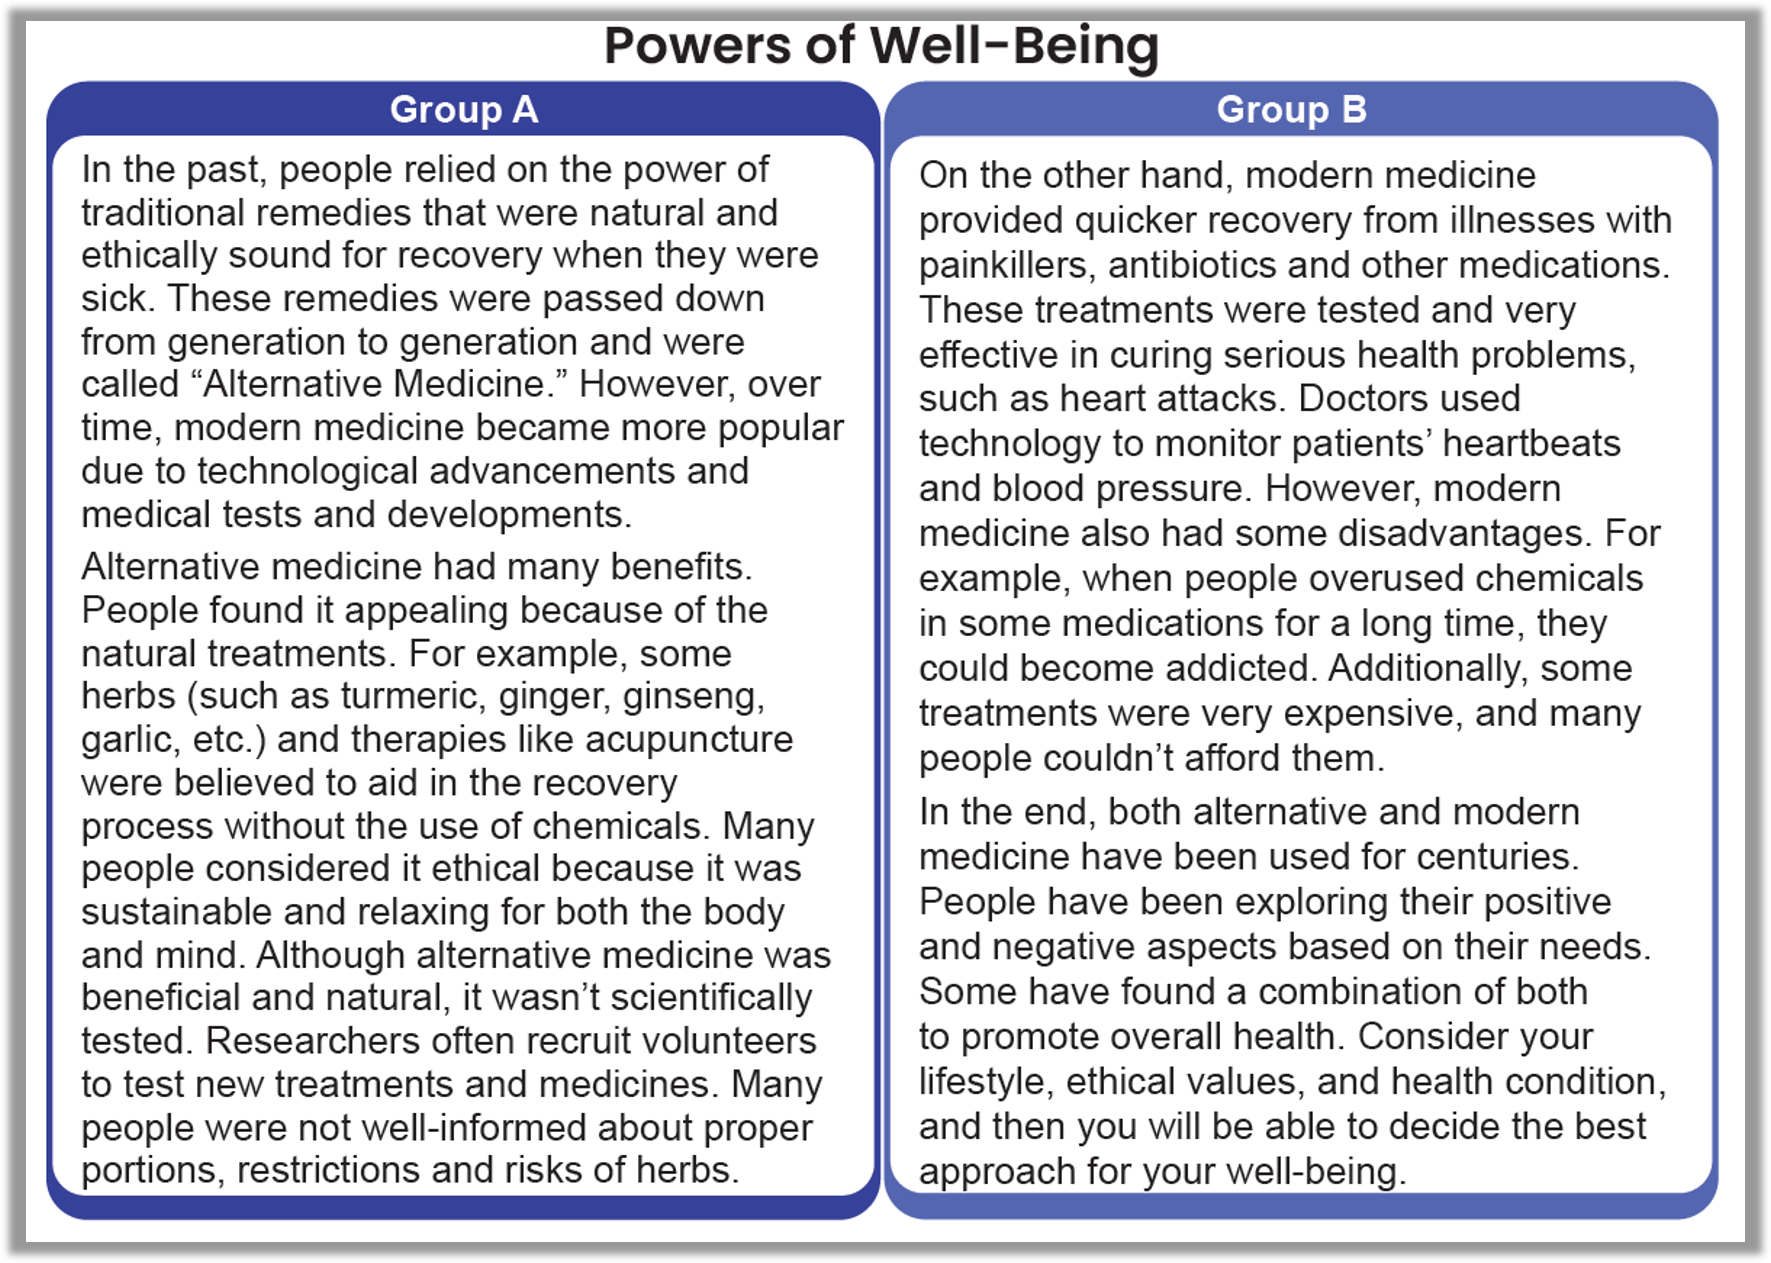 Powers of Well-Being
Group A
In the past, people relied on the power of
traditional remedies that were natural and
ethically sound for recovery when they were
sick. These remedies were passed down
from generation to generation and were
called “Alternative Medicine.” However, over
time, modern medicine became more popular
due to technological advancements and
medical tests and developments.
Alternative medicine had many benefits.
People found it appealing because of the
natural treatments. For example, some
herbs (such as turmeric, ginger, ginseng,
garlic, etc.) and therapies like acupuncture
were believed to aid in the recovery
process without the use of chemicals. Many
people considered it ethical because it was
sustainable and relaxing for both the body
and mind. Although alternative medicine was
beneficial and natural, it wasn’t scientifically
tested. Researchers often recruit volunteers
to test new treatments and medicines. Many
people were not well-informed about proper
portions, restrictions and risks of herbs.
Group B
On the other hand, modern medicine
provided quicker recovery from illnesses with
painkillers, antibiotics and other medications.
These treatments were tested and very
effective in curing serious health problems,
such as heart attacks. Doctors used
technology to monitor patients’ heartbeats
and blood pressure. However, modern
medicine also had some disadvantages. For
example, when people overused chemicals
in some medications for a long time, they
could become addicted. Additionally, some
treatments were very expensive, and many
people couldn’t afford them.
In the end, both alternative and modern
medicine have been used for centuries.
People have been exploring their positive
and negative aspects based on their needs.
Some have found a combination of both
to promote overall health. Consider your
lifestyle, ethical values, and health condition,
and then you will be able to decide the best
approach for your well-being.